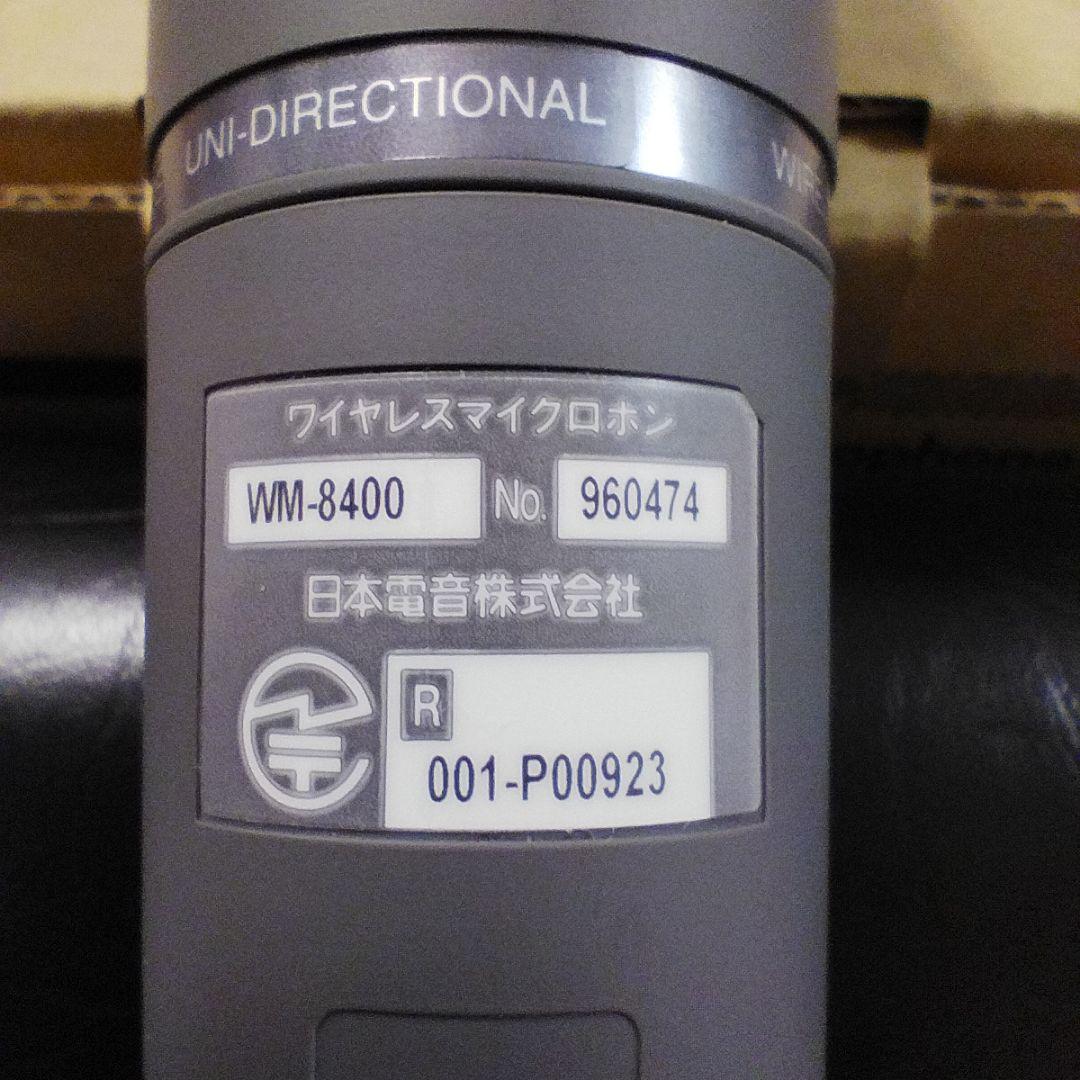 UNI-DIRECTIONAL
ワイヤレスマイクロホン
WM-8400 No. 960474
日本電音株式会社
R
001-P00923